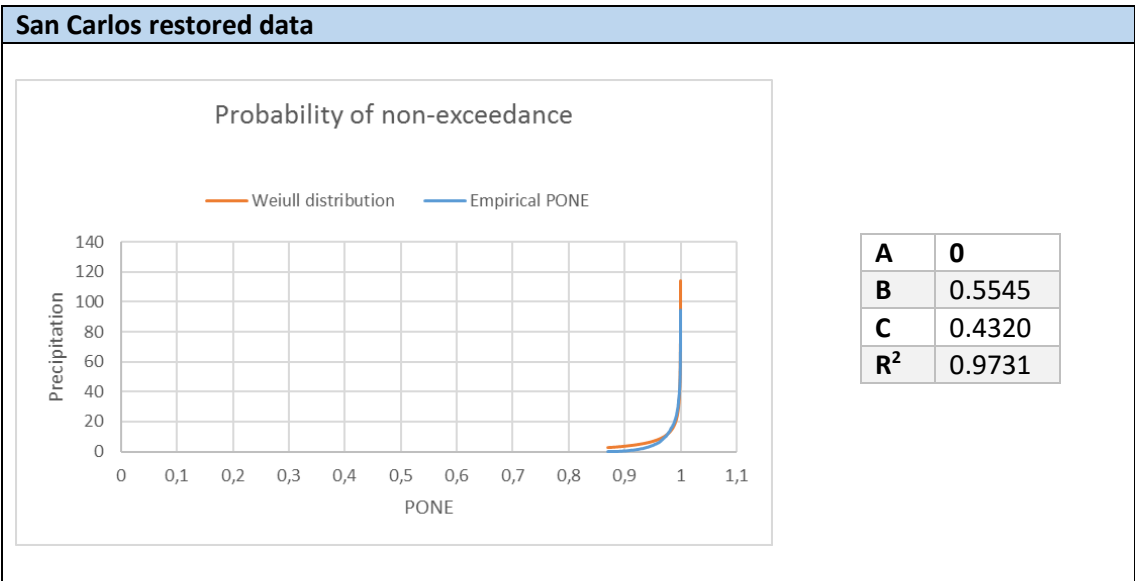 San Carlos restored data
Probability of non-exceedance
Weiull distribution Empirical PONE
140
120
100
80
60
40
20
0
Precipitation
0 0,1 0,2 0,3 0,4 0,5 0,6 0,7 0,8 0,9 1 1,1
PONE
A 0
B 0.5545
C 0.4320
R² 0.9731